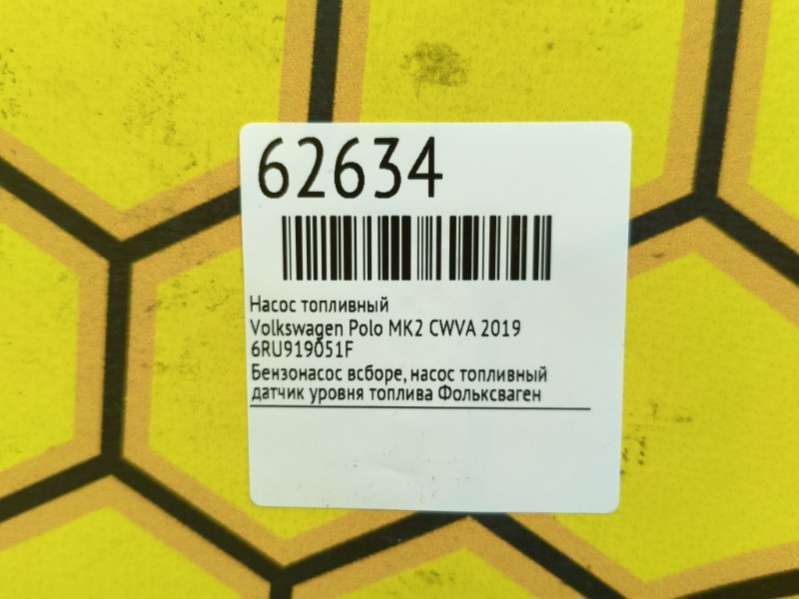 62634
Насос топливный
Volkswagen Polo MK2 CWVA 2019
6RU919051F
Бензонасос всборе, насос топливный
датчик уровня топлива Фольксваген